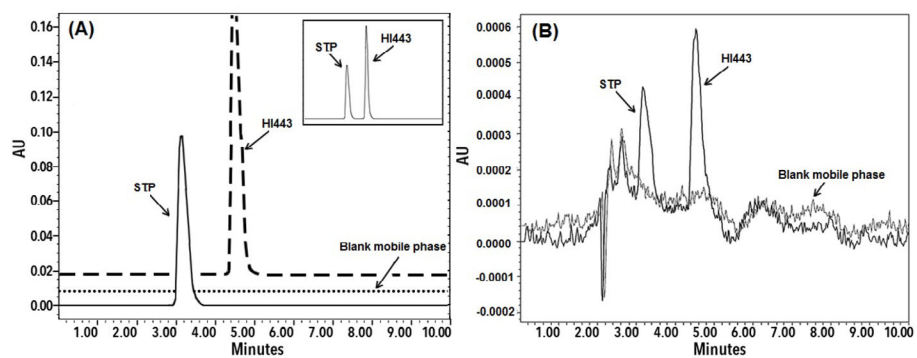 (A)
0.16
0.14
0.12
0.10
0.08
0.06
0.04
0.02
0.00
AU
STP
HI443
STP
HI443
Blank mobile phase
1.00 2.00 3.00 4.00 5.00 6.00 7.00 8.00 9.00 10.00
Minutes
(B)
0.0006
0.0005
0.0004
0.0003
0.0002
0.0001
0.0000
-0.0001
-0.0002
AU
STP
HI443
Blank mobile phase
1.00 2.00 3.00 4.00 5.00 6.00 7.00 8.00 9.00 10.00
Minutes